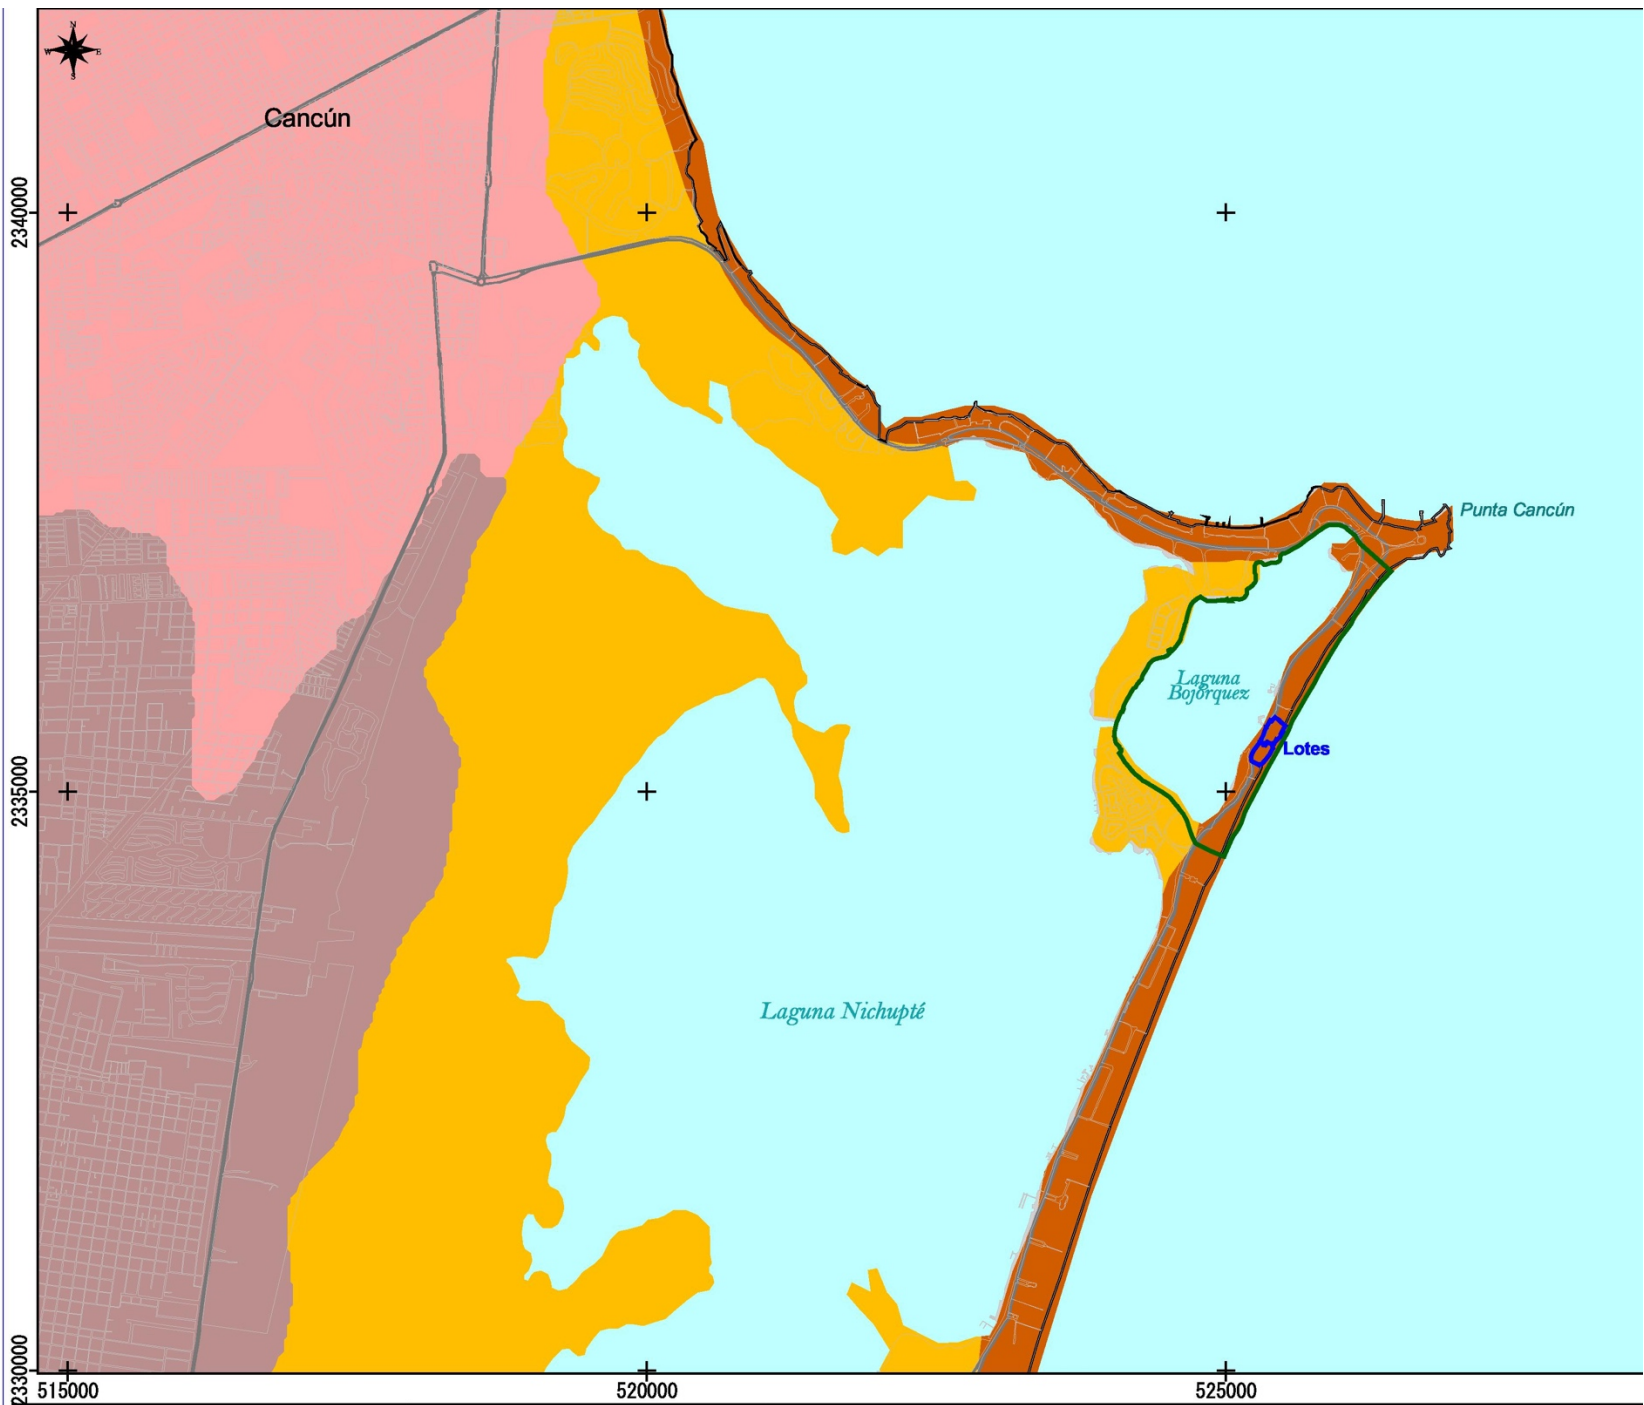 N
W E
S
Cancún
2340000
Punta Cancún
Laguna
Bojórquez
Lotes
2335000
Laguna Nichupté
2330000
515000 520000 525000